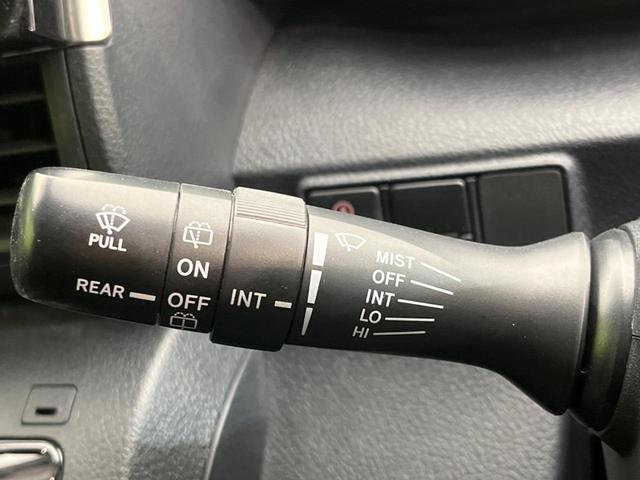 PULL
REAR
ON
OFF
INT
MIST
OFF
INT
LO
HI